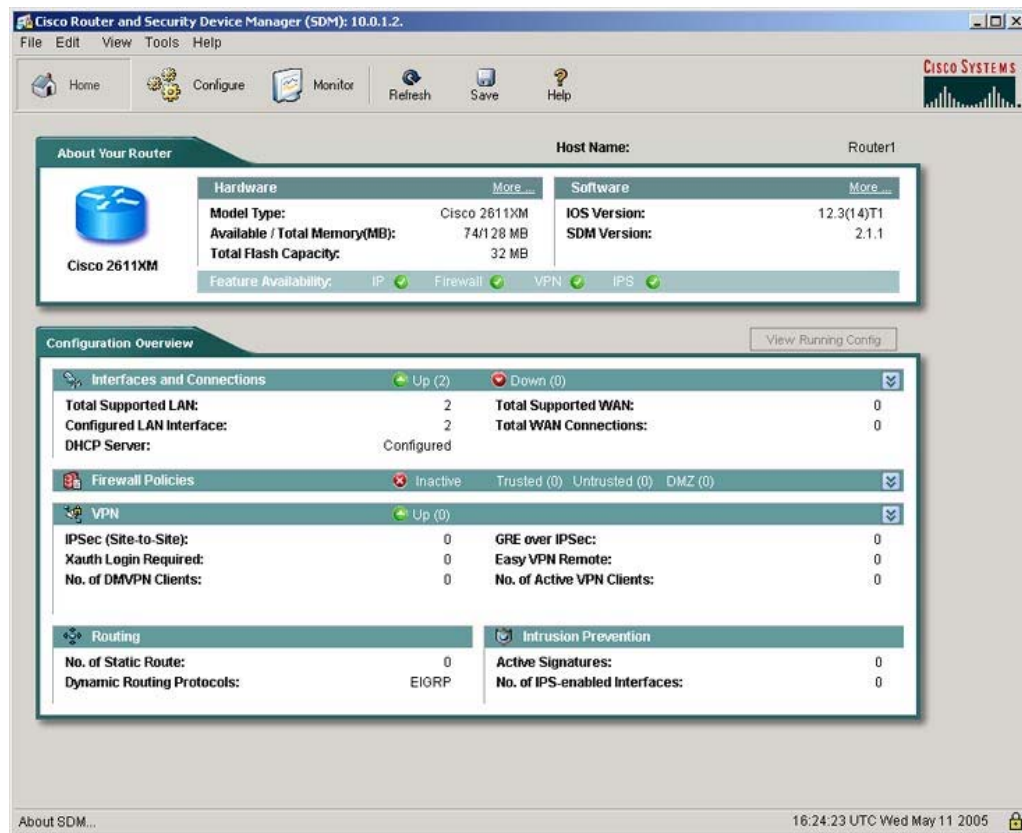 Cisco Router and Security Device Manager (SDM): 10.0.1.2.
File Edit View Tools Help
Home Configure Monitor Refresh Save Help
CISCO SYSTEMS
About Your Router
Host Name: Router1
Hardware More ... Software More ...
Model Type: Cisco 2611XM IOS Version: 12.3(14)T1
Available / Total Memory(MB): 74/128 MB SDM Version: 2.1.1
Total Flash Capacity: 32 MB
Cisco 2611XM
Feature Availability: IP Firewall VPN IPS
Configuration Overview
View Running Config
Interfaces and Connections Up (2) Down (0)
Total Supported LAN: 2 Total Supported WAN: 0
Configured LAN Interface: 2 Total WAN Connections: 0
DHCP Server: Configured
Firewall Policies Inactive Trusted (0) Untrusted (0) DMZ (0)
VPN Up (0)
IPSec (Site-to-Site): 0 GRE over IPSec: 0
Xauth Login Required: 0 Easy VPN Remote: 0
No. of DMVPN Clients: 0 No. of Active VPN Clients: 0
Routing Intrusion Prevention
No. of Static Route: 0 Active Signatures: 0
Dynamic Routing Protocols: EIGRP No. of IPS-enabled Interfaces: 0
About SDM... 16:24:23 UTC Wed May 11 2005